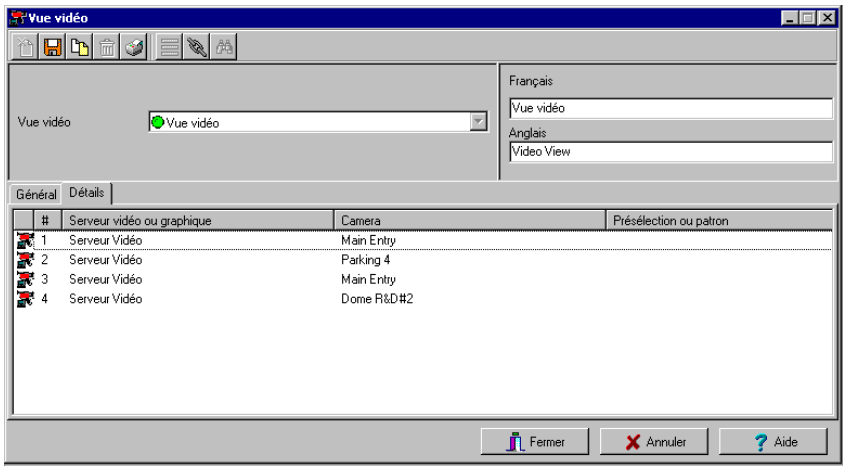 Vue vidéo
Français
Vue vidéo
Vue vidéo
Vue vidéo
Anglais
Video View
Général Détails
# Serveur vidéo ou graphique Camera Présélection ou patron
1 Serveur Vidéo Main Entry
2 Serveur Vidéo Parking 4
3 Serveur Vidéo Main Entry
4 Serveur Vidéo Dome R&D#2
Fermer Annuler ? Aide